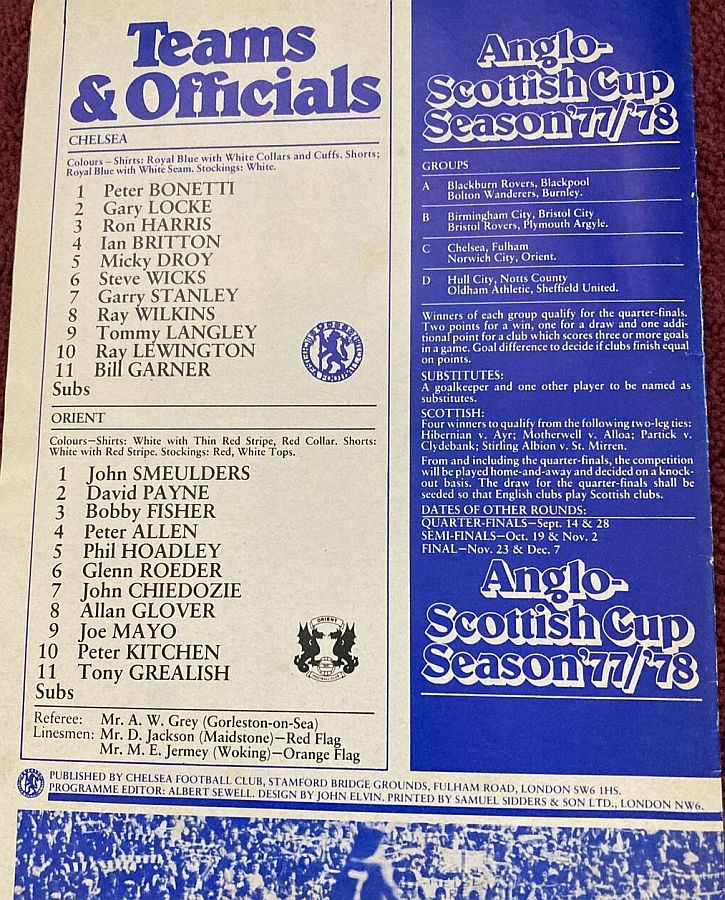 Teams
& Officials
CHELSEA
Colours – Shirts: Royal Blue with White Collars and Cuffs. Shorts;
Royal Blue with White Seam. Stockings: White.
1 Peter BONETTI
2 Gary LOCKE
3 Ron HARRIS
4 Ian BRITTON
5 Micky DROY
6 Steve WICKS
7 Garry STANLEY
8 Ray WILKINS
9 Tommy LANGLEY
10 Ray LEWINGTON
11 Bill GARNER
Subs
ORIENT
Colours—Shirts: White with Thin Red Stripe, Red Collar. Shorts:
White with Red Stripe. Stockings: Red, White Tops.
1 John SMEULDERS
2 David PAYNE
3 Bobby FISHER
4 Peter ALLEN
5 Phil HOADLEY
6 Glenn ROEDER
7 John CHIEDOZIE
8 Allan GLOVER
9 Joe MAYO
10 Peter KITCHEN
11 Tony GREALISH
Subs
ORIENT
Referee: Mr. A. W. Grey (Gorleston-on-Sea)
Linesmen: Mr. D. Jackson (Maidstone)—Red Flag
Mr. M. E. Jermey (Woking)—Orange Flag
Anglo-
Scottish Cup
Season '77/'78
GROUPS
A Blackburn Rovers, Blackpool
Bolton Wanderers, Burnley.
B Birmingham City, Bristol City
Bristol Rovers, Plymouth Argyle.
C Chelsea, Fulham
Norwich City, Orient.
D Hull City, Notts County
Oldham Athletic, Sheffield United.
Winners of each group qualify for the quarter-finals.
Two points for a win, one for a draw and one addi-
tional point for a club which scores three or more goals
in a game. Goal difference to decide if clubs finish equal
on points.
SUBSTITUTES:
A goalkeeper and one other player to be named as
substitutes.
SCOTTISH:
Four winners to qualify from the following two-leg ties:
Hibernian v. Ayr; Motherwell v. Alloa; Partick v.
Clydebank; Stirling Albion v. St. Mirren.
From and including the quarter-finals, the competition
will be played home-and-away and decided on a knock-
out basis. The draw for the quarter-finals shall be
seeded so that English clubs play Scottish clubs.
DATES OF OTHER ROUNDS:
QUARTER-FINALS—Sept. 14 & 28
SEMI-FINALS—Oct. 19 & Nov. 2
FINAL—Nov. 23 & Dec. 7
Anglo-
Scottish Cup
Season '77/'78
PUBLISHED BY CHELSEA FOOTBALL CLUB, STAMFORD BRIDGE GROUNDS, FULHAM ROAD, LONDON SW6 1HS.
PROGRAMME EDITOR: ALBERT SEWELL. DESIGN BY JOHN ELVIN. PRINTED BY SAMUEL SIDDERS & SON LTD., LONDON NW6.
7